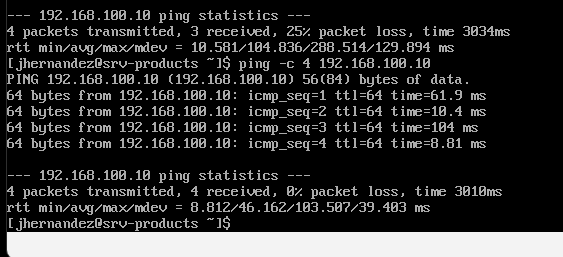 --- 192.168.100.10 ping statistics ---
4 packets transmitted, 3 received, 25% packet loss, time 3034ms
rtt min/avg/max/mdev = 10.581/104.836/288.514/129.894 ms
[jhernandez@srv-products ~]$ ping -c 4 192.168.100.10
PING 192.168.100.10 (192.168.100.10) 56(84) bytes of data.
64 bytes from 192.168.100.10: icmp_seq=1 ttl=64 time=61.9 ms
64 bytes from 192.168.100.10: icmp_seq=2 ttl=64 time=10.4 ms
64 bytes from 192.168.100.10: icmp_seq=3 ttl=64 time=104 ms
64 bytes from 192.168.100.10: icmp_seq=4 ttl=64 time=8.81 ms
--- 192.168.100.10 ping statistics ---
4 packets transmitted, 4 received, 0% packet loss, time 3010ms
rtt min/avg/max/mdev = 8.812/46.162/103.507/39.403 ms
[jhernandez@srv-products ~]$